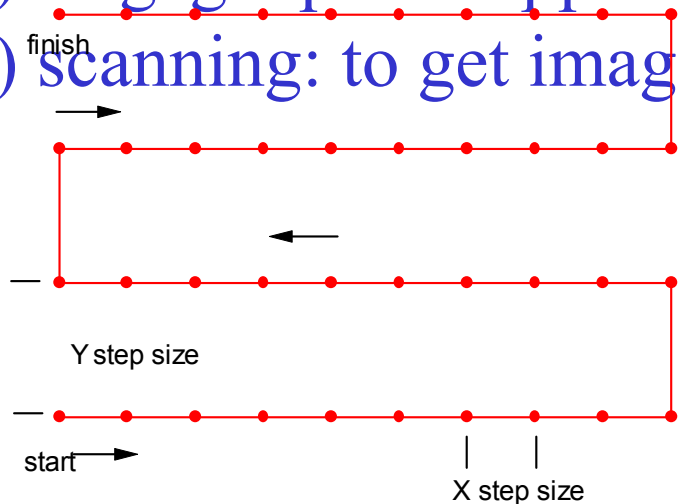 finish
) scanning: to get imag
Y step size
start
X step size